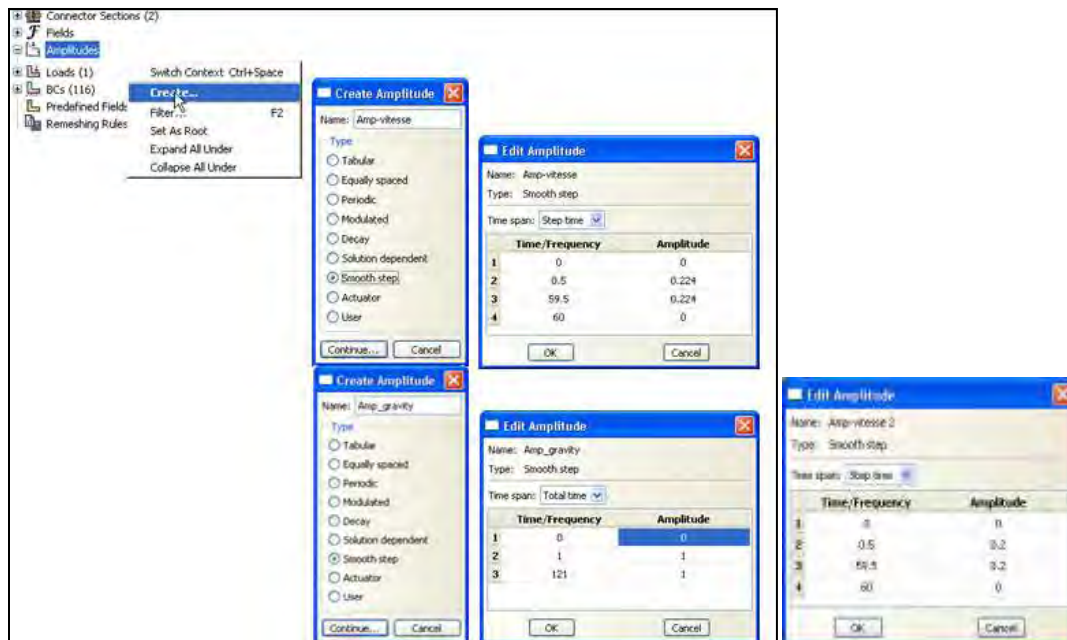 Connector Sections (2)
Fields
Amplitudes
Loads (1)
BCs (116)
Predefined Fields
Remeshing Rules
Switch Context Ctrl+Space
Create...
Filter... F2
Set As Root
Expand All Under
Collapse All Under
Create Amplitude
Name: Amp-vitesse
Type
Tabular
Equally spaced
Periodic
Modulated
Decay
Solution dependent
Smooth step
Actuator
User
Continue... Cancel
Edit Amplitude
Name: Amp-vitesse
Type: Smooth step
Time span: Step time
Time/Frequency Amplitude
1 0 0
2 0.5 0.224
3 59.5 0.224
4 60 0
OK Cancel
Create Amplitude
Name: Amp_gravity
Type
Tabular
Equally spaced
Periodic
Modulated
Decay
Solution dependent
Smooth step
Actuator
User
Continue... Cancel
Edit Amplitude
Name: Amp_gravity
Type: Smooth step
Time span: Total time
Time/Frequency Amplitude
1 0 0
2 1 1
3 121 1
OK Cancel
Edit Amplitude
Name: Amp-vitesse 2
Type: Smooth step
Time span: Step time
Time/Frequency Amplitude
1 0 0
2 0.5 0.2
3 59.5 0.2
4 60 0
OK Cancel